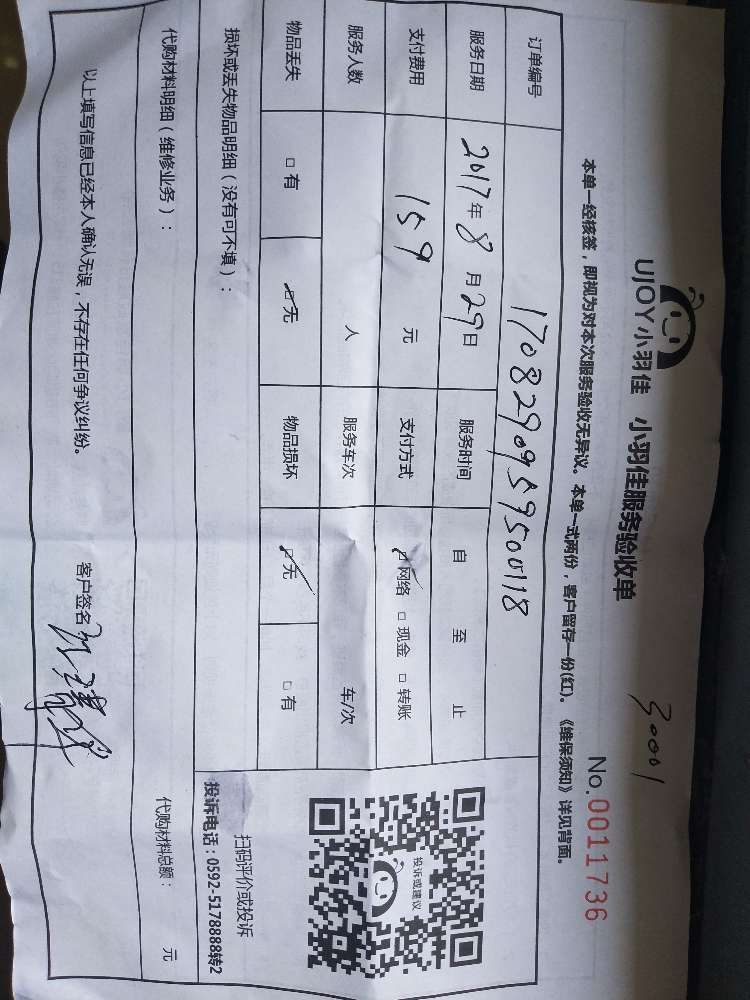 3001
UJOY小羽佳 小羽佳服务验收单
No.0011736
本单一经核签，即视为对本次服务验收无异议。本单一式两份，客户留存一份(红)。《维保须知》详见背面。
订单编号 17082909595000118
服务日期 2017年8月29日 服务时间 自 至 止
支付费用 159 元 支付方式 ☑网络 □现金 □转账
服务人数 人 服务车次 车/次
物品丢失 □有 ☑无 物品损坏 ☑无 □有
投诉或建议
损坏或丢失物品明细（没有可不填）：
扫码评价或投诉
投诉电话：0592-5178888转2
代购材料明细（维修业务）：
代购材料总额： 元
以上填写信息已经本人确认无误，不存在任何争议纠纷。 客户签名